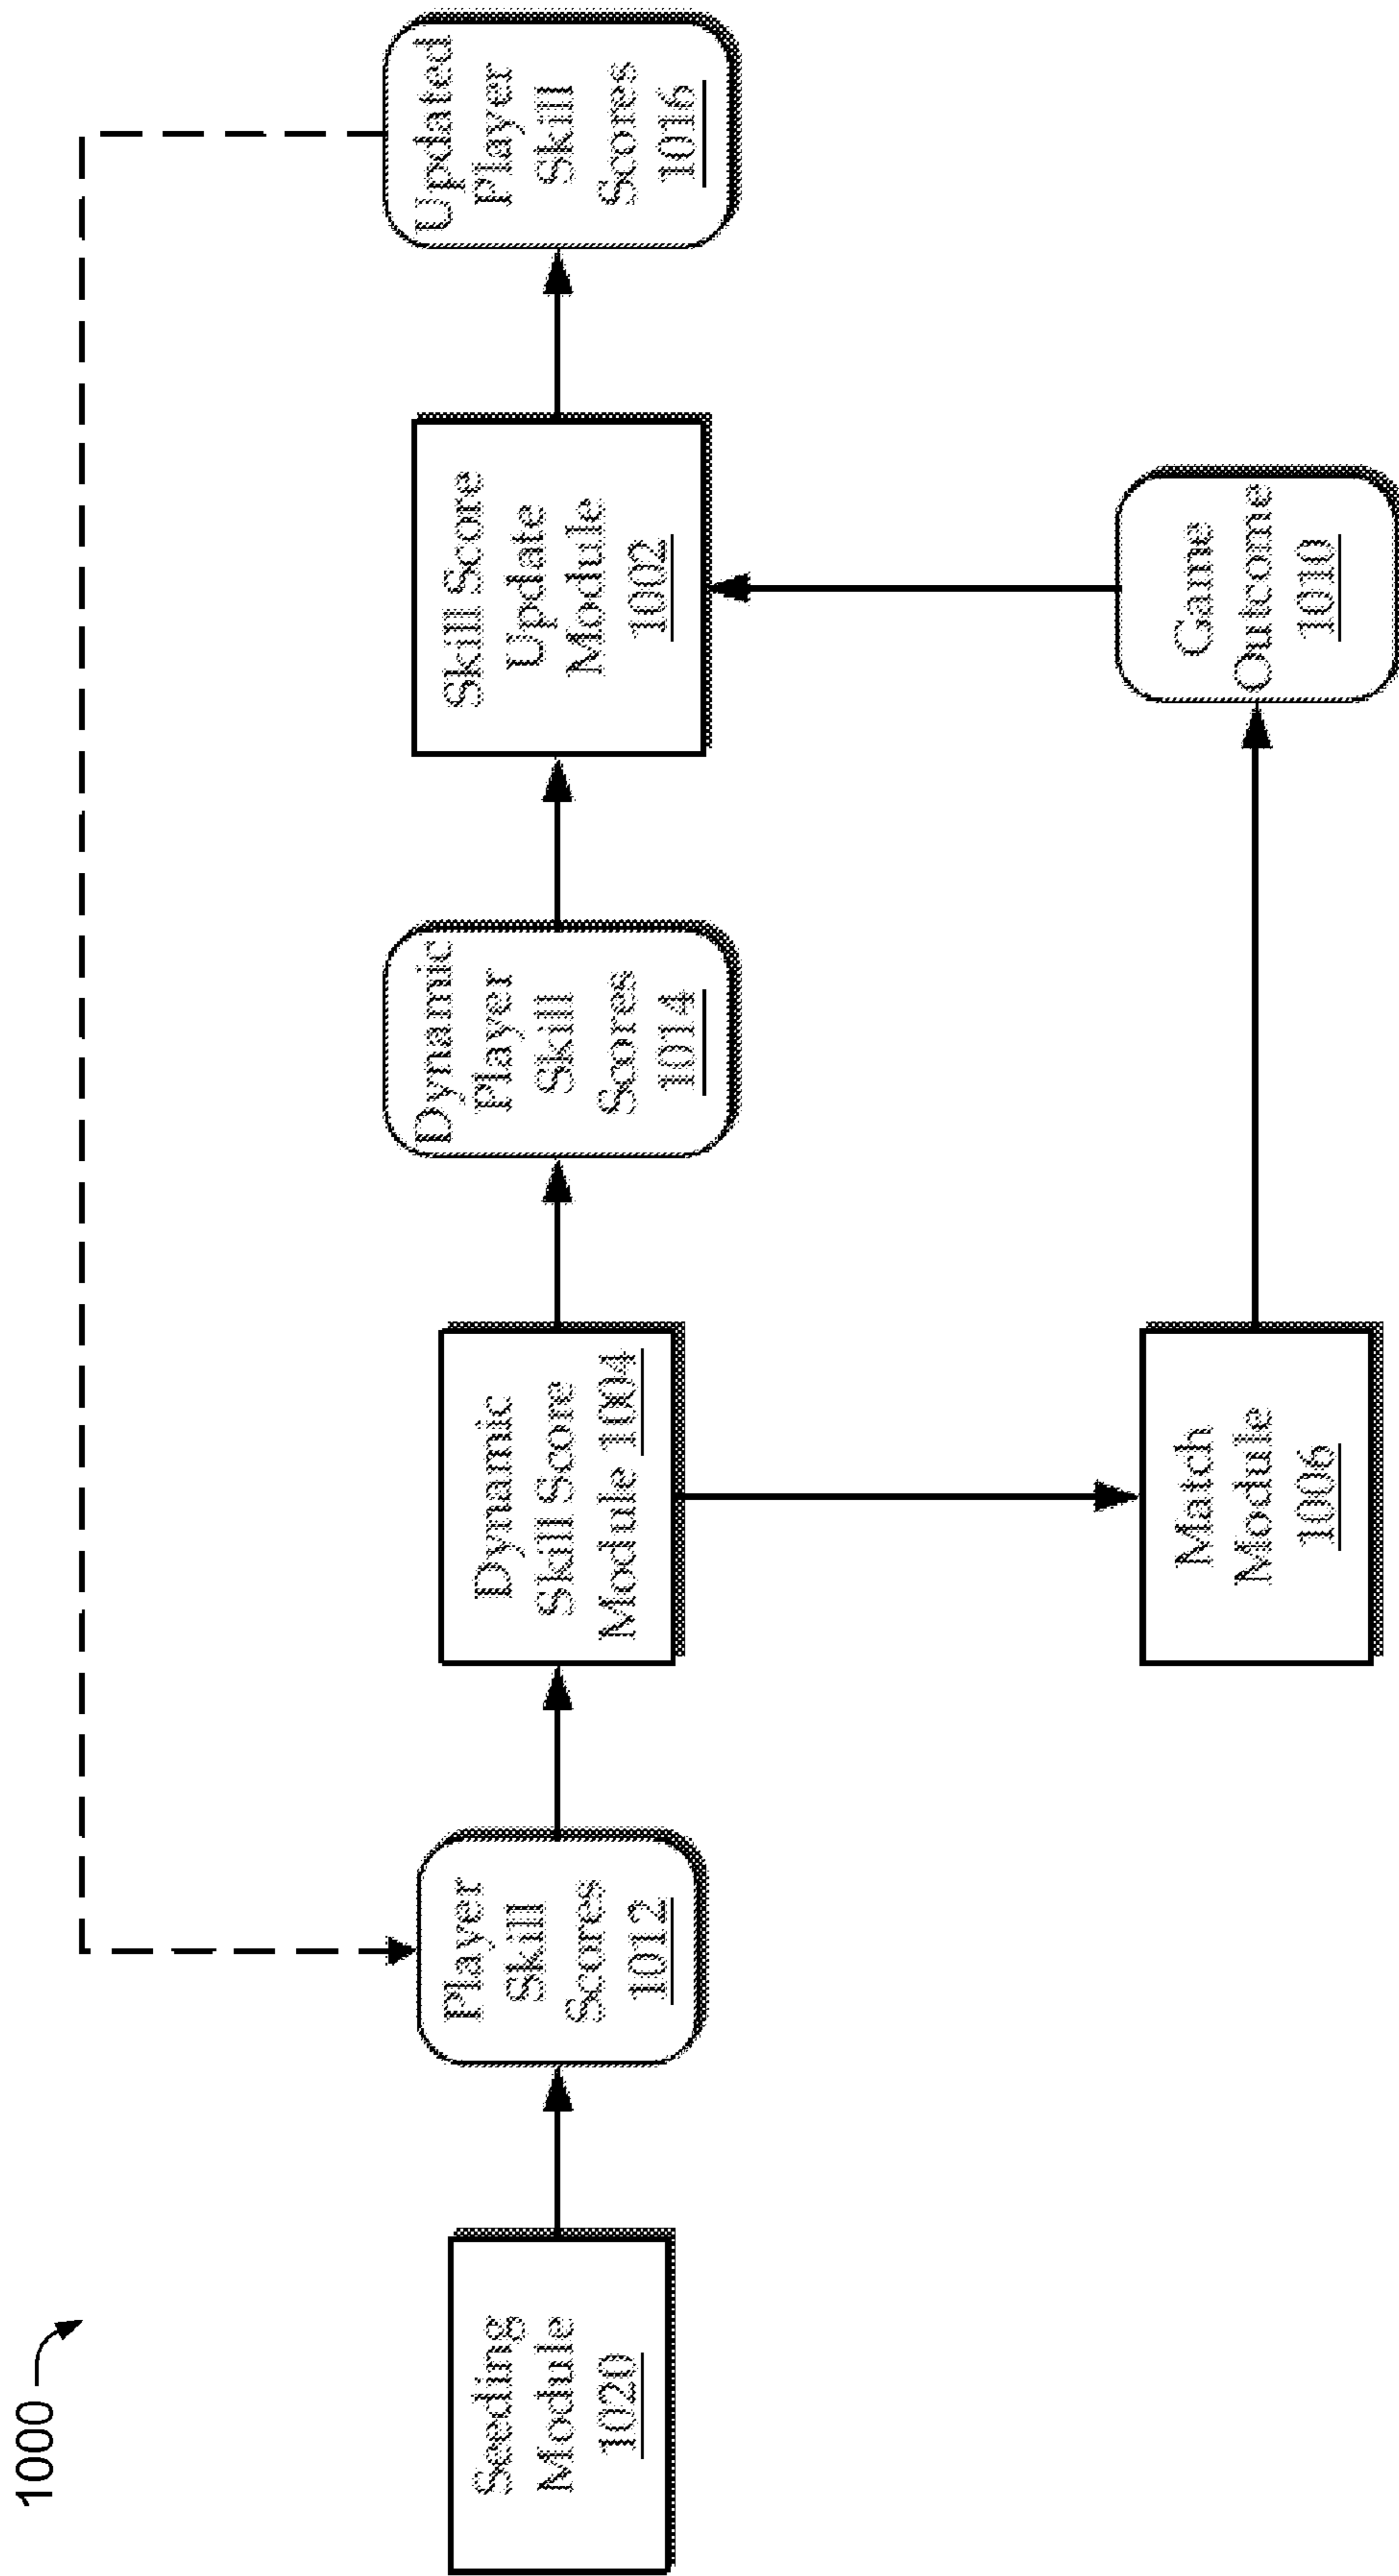 1000
Seeding
Module
1020
Player
Skill
Scores
1012
Dynamic
Skill Score
Module 1004
Dynamic
Player
Skill
Scores
1014
Skill Score
Update
Module
1002
Updated
Player
Skill
Scores
1016
Match
Module
1006
Game
Outcome
1010